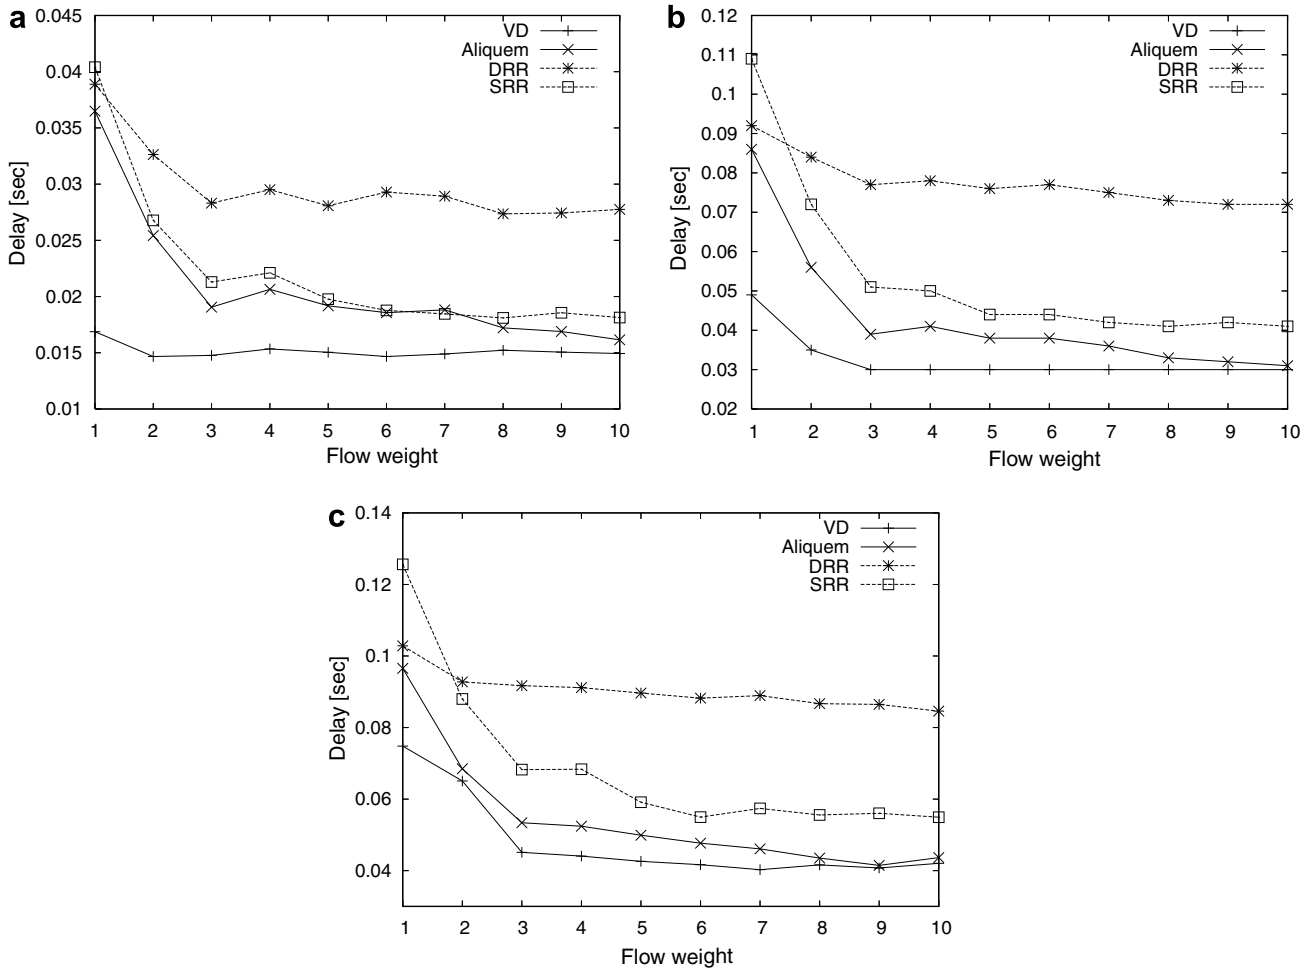 a
0.045
0.04
0.035
0.03
0.025
0.02
0.015
0.01
Delay [sec]
VD
Aliquem
DRR
SRR
1 2 3 4 5 6 7 8 9 10
Flow weight
b
0.12
0.11
0.1
0.09
0.08
0.07
0.06
0.05
0.04
0.03
0.02
Delay [sec]
VD
Aliquem
DRR
SRR
1 2 3 4 5 6 7 8 9 10
Flow weight
c
0.14
0.12
0.1
0.08
0.06
0.04
Delay [sec]
VD
Aliquem
DRR
SRR
1 2 3 4 5 6 7 8 9 10
Flow weight